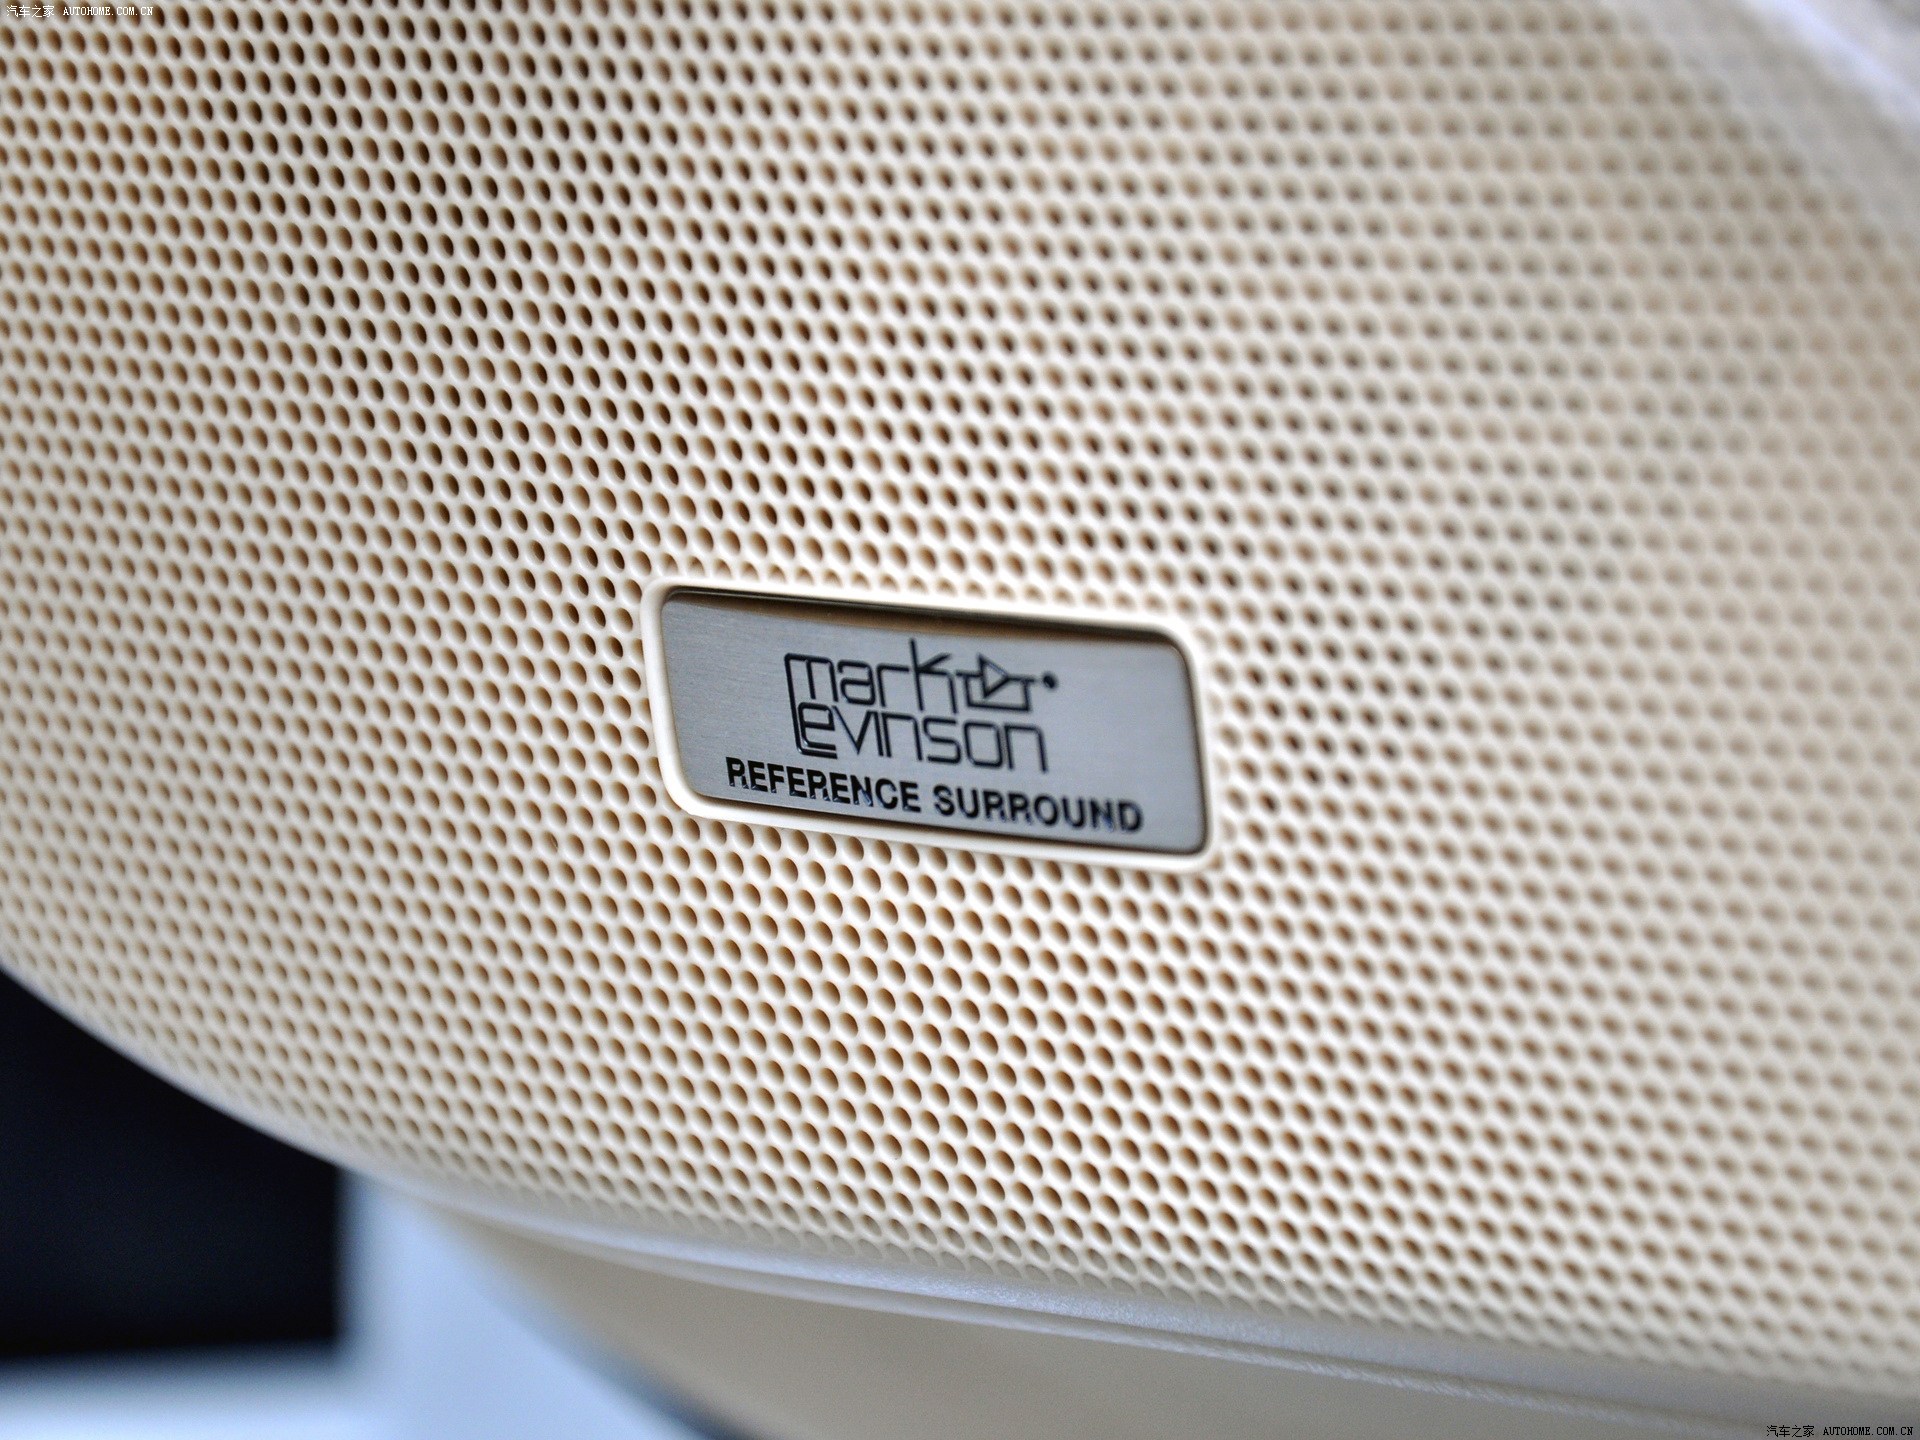 汽车之家 AUTOHOME.COM.CN
mark
Levinson
REFERENCE SURROUND
汽车之家 AUTOHOME.COM.CN